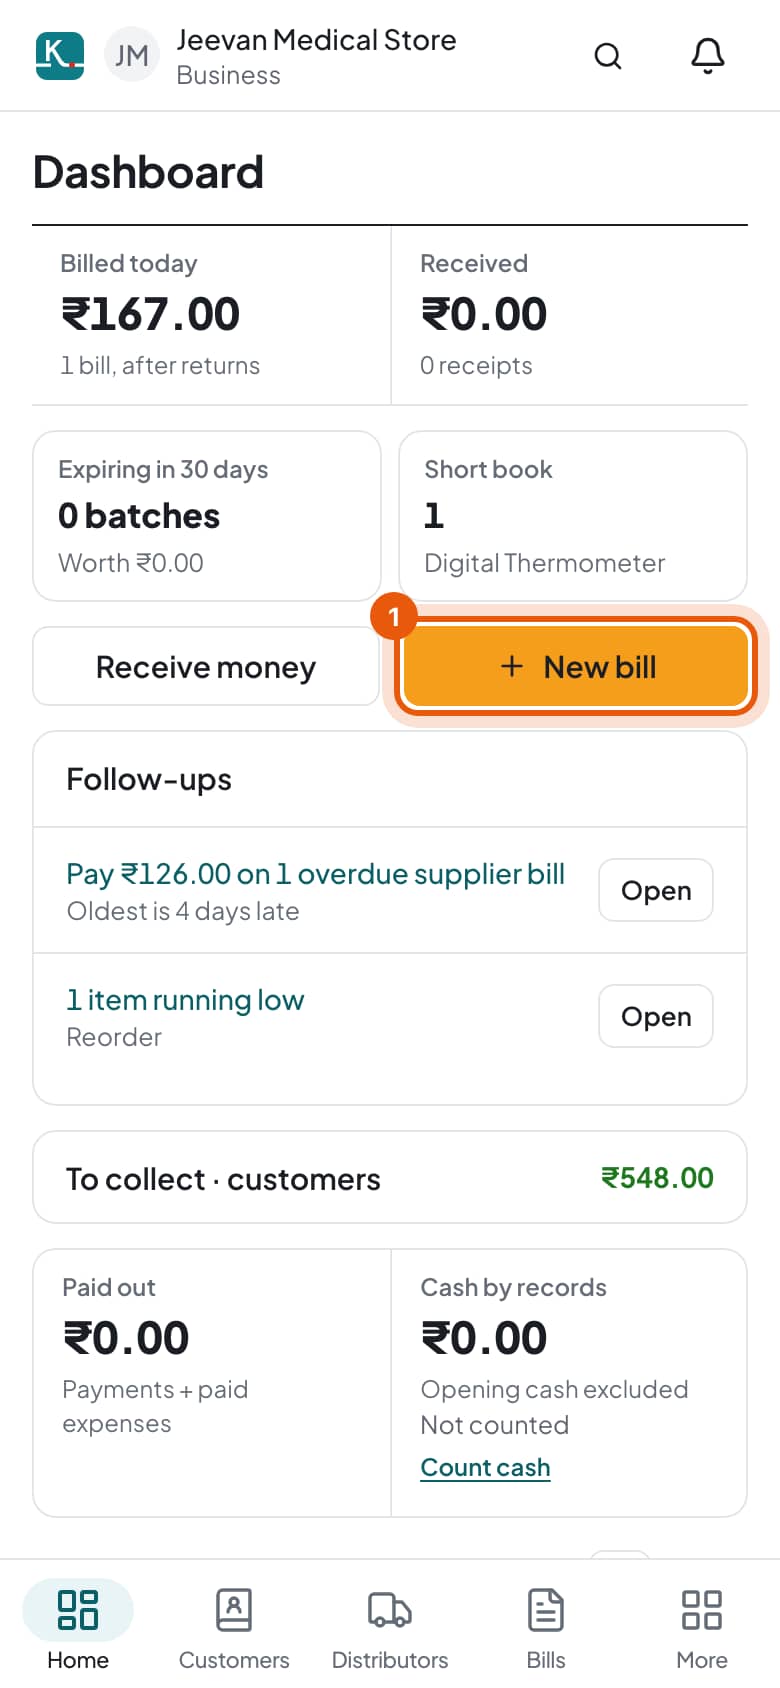 K.
JM
Jeevan Medical Store
Business
Dashboard
Billed today
₹167.00
1 bill, after returns
Received
₹0.00
0 receipts
Expiring in 30 days
0 batches
Worth ₹0.00
Short book
1
Digital Thermometer
Receive money
1
+ New bill
Follow-ups
Pay ₹126.00 on 1 overdue supplier bill
Oldest is 4 days late
Open
1 item running low
Reorder
Open
To collect · customers
₹548.00
Paid out
₹0.00
Payments + paid
expenses
Cash by records
₹0.00
Opening cash excluded
Not counted
Count cash
Home
Customers
Distributors
Bills
More